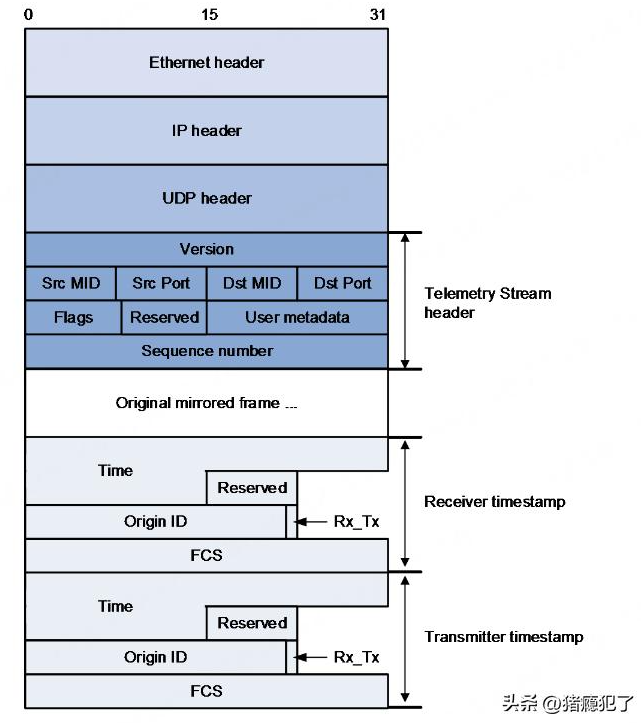 0 15 31
Ethernet header
IP header
UDP header
Version
Src MID Src Port Dst MID Dst Port
Telemetry Stream
header
Flags Reserved User metadata
Sequence number
Original mirrored frame ...
Time
Reserved
Receiver timestamp
Origin ID Rx_Tx
FCS
Time
Reserved
Transmitter timestamp
Origin ID Rx_Tx
FCS
头条 @猪瘾犯了